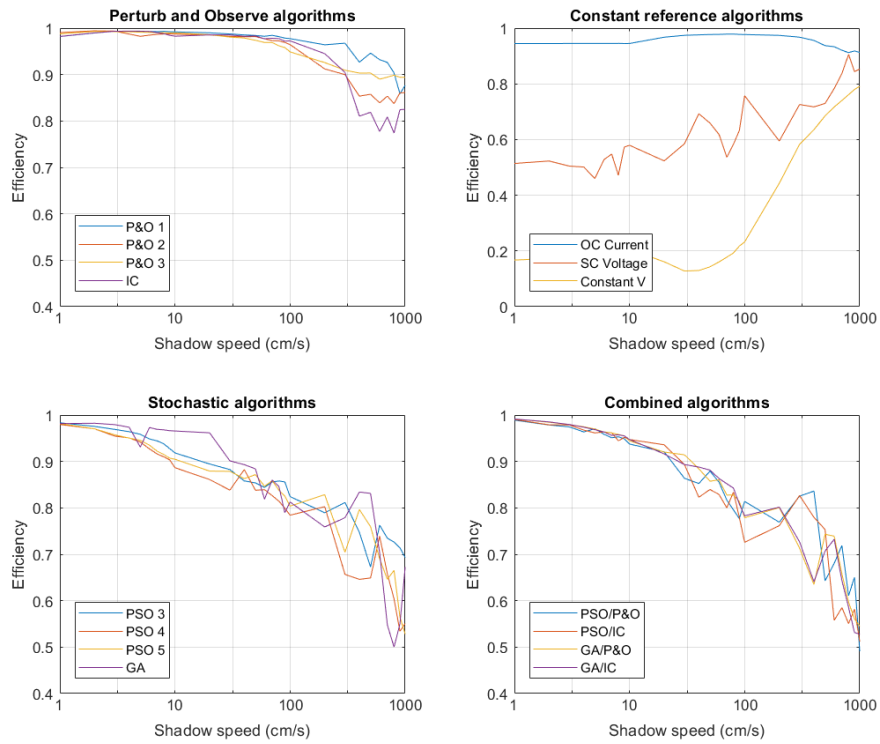 Perturb and Observe algorithms
1
0.9
0.8
0.7
0.6
0.5
0.4
Efficiency
P&O 1
P&O 2
P&O 3
IC
1
10
100
1000
Shadow speed (cm/s)
Constant reference algorithms
1
0.8
0.6
0.4
0.2
0
Efficiency
OC Current
SC Voltage
Constant V
1
10
100
1000
Shadow speed (cm/s)
Stochastic algorithms
1
0.9
0.8
0.7
0.6
0.5
0.4
Efficiency
PSO 3
PSO 4
PSO 5
GA
1
10
100
1000
Shadow speed (cm/s)
Combined algorithms
1
0.9
0.8
0.7
0.6
0.5
0.4
Efficiency
PSO/P&O
PSO/IC
GA/P&O
GA/IC
1
10
100
1000
Shadow speed (cm/s)